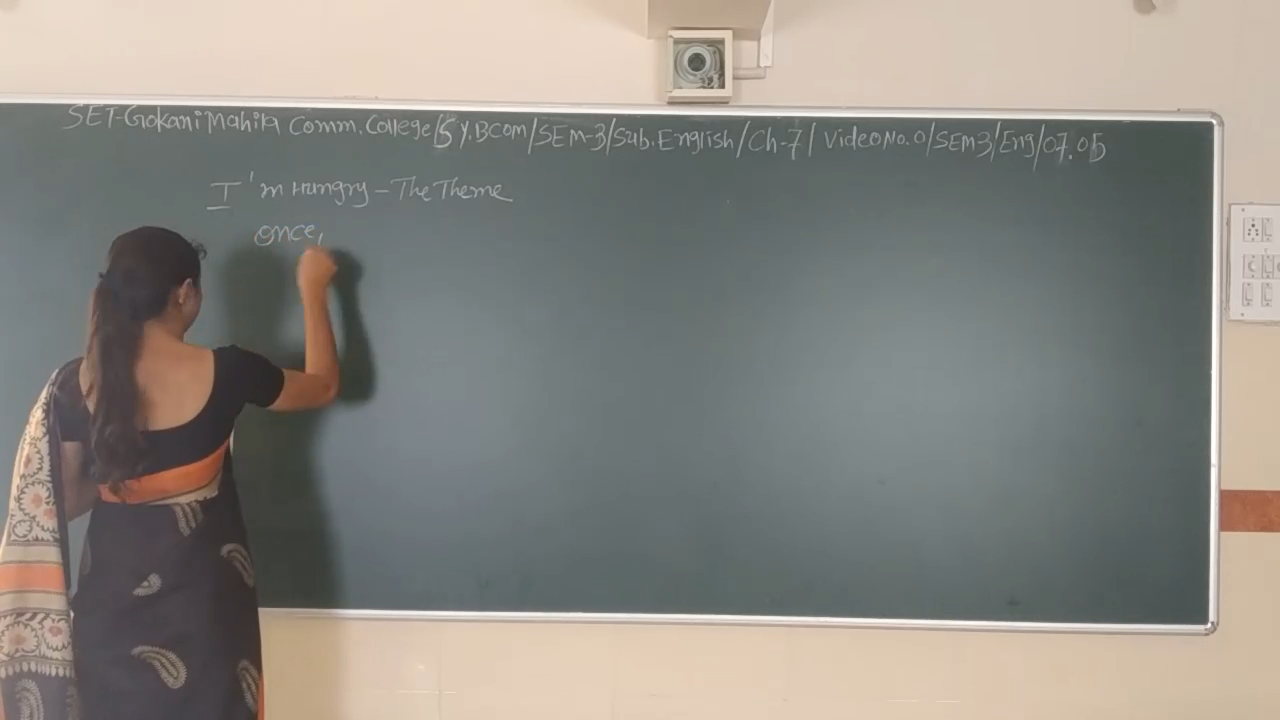 SET-Gokani Mahila Comm. College/SY.BCOM/SEM-3/Sub.English/Ch-7/VideoNo.0/SEM3/Eng/07.05
I'm Hungry - The Theme
once,